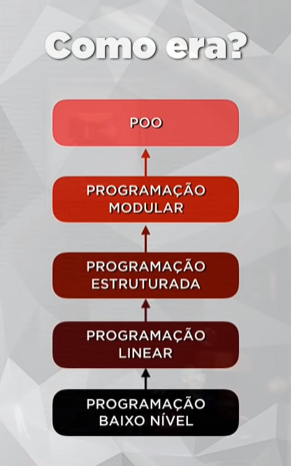 Como era?
POO
PROGRAMAÇÃO
MODULAR
PROGRAMAÇÃO
ESTRUTURADA
PROGRAMAÇÃO
LINEAR
PROGRAMAÇÃO
BAIXO NÍVEL